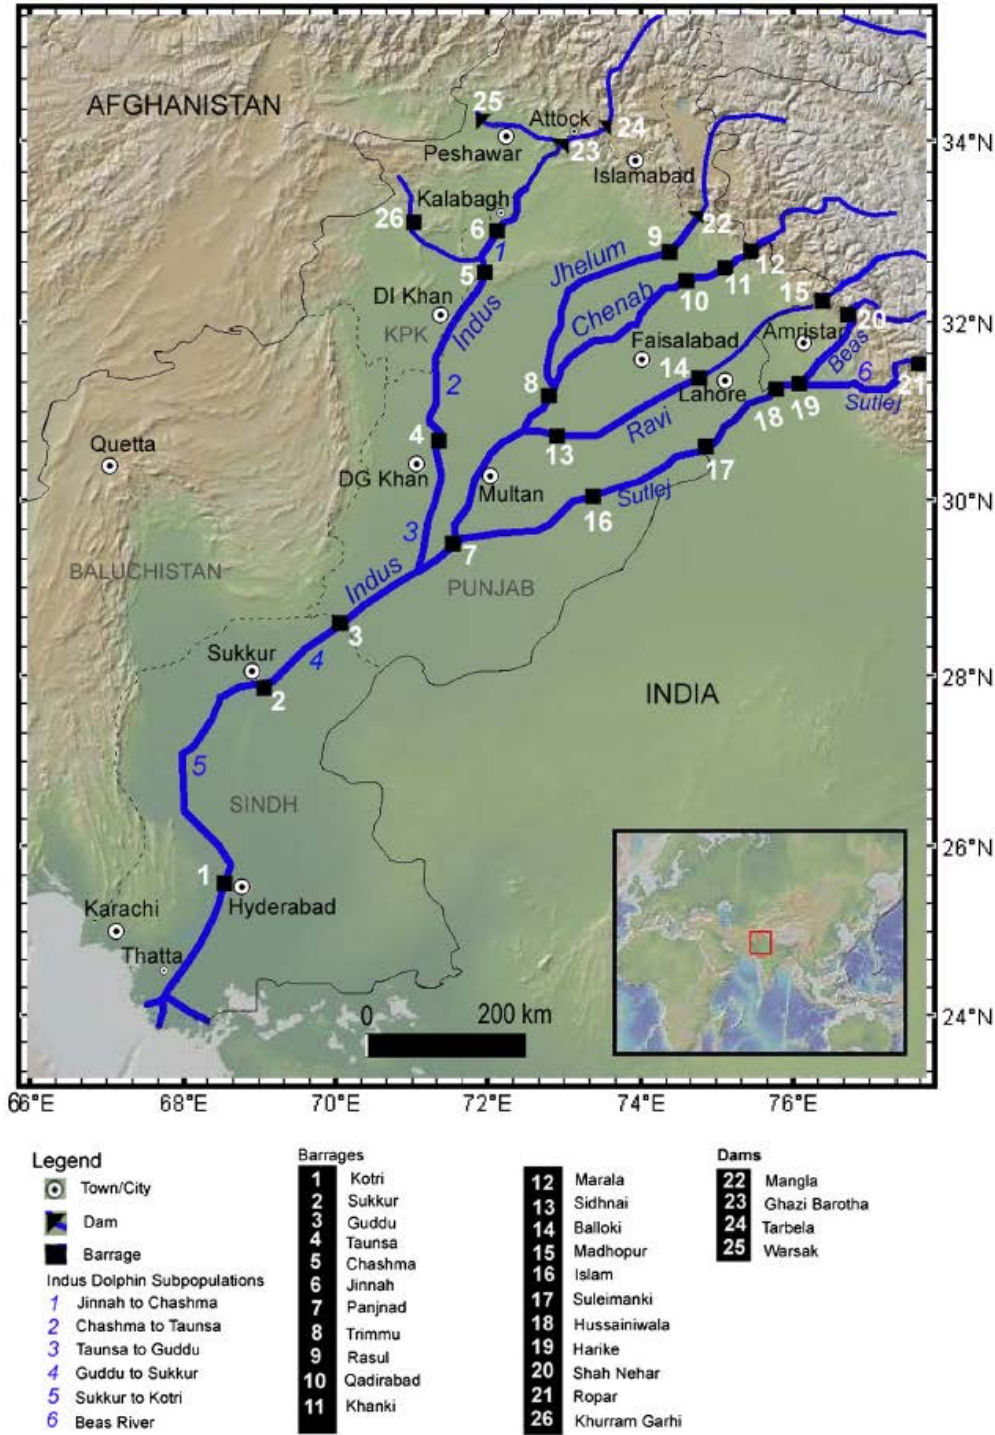 AFGHANISTAN
25
Attock
24
34°N
Peshawar
23
Islamabad
Kalabagh
26
6
1
22
9
5
Jhelum
12
11
DI Khan
Indus
Chenab
10
15
KPK
32°N
Faisalabad
Amristar
20
Beas
2
8
14
6
21
Lahore
18
19
Sutlej
4
Ravi
Quetta
13
17
DG Khan
Multan
Sutlej
16
30°N
3
7
Indus
BALUCHISTAN
PUNJAB
3
Sukkur
4
28°N
2
INDIA
5
SINDH
26°N
1
Hyderabad
Karachi
Thatta
0 200 km
24°N
66°E 68°E 70°E 72°E 74°E 76°E
Legend
Town/City
Dam
Barrage
Indus Dolphin Subpopulations
1 Jinnah to Chashma
2 Chashma to Taunsa
3 Taunsa to Guddu
4 Guddu to Sukkur
5 Sukkur to Kotri
6 Beas River
Barrages
1 Kotri
2 Sukkur
3 Guddu
4 Taunsa
5 Chashma
6 Jinnah
7 Panjnad
8 Trimmu
9 Rasul
10 Qadirabad
11 Khanki
12 Marala
13 Sidhnai
14 Balloki
15 Madhopur
16 Islam
17 Suleimanki
18 Hussainiwala
19 Harike
20 Shah Nehar
21 Ropar
26 Khurram Garhi
Dams
22 Mangla
23 Ghazi Barotha
24 Tarbela
25 Warsak